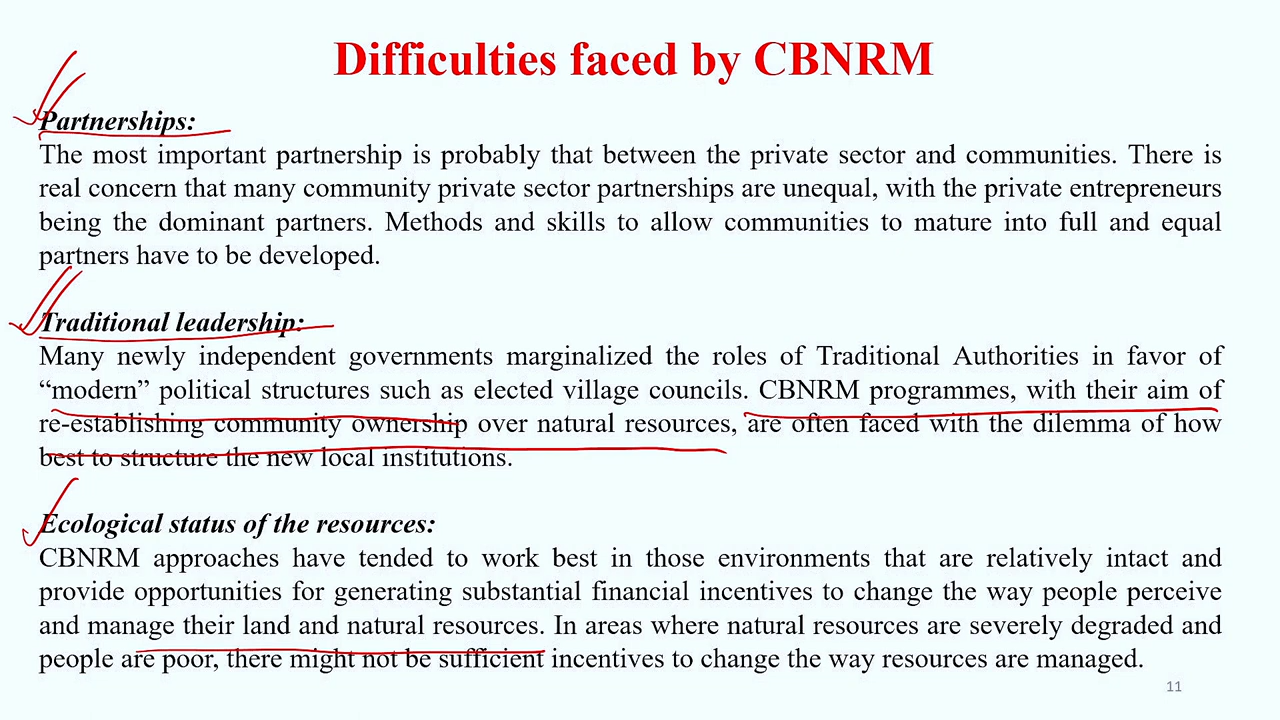 Difficulties faced by CBNRM
Partnerships:
The most important partnership is probably that between the private sector and communities. There is
real concern that many community private sector partnerships are unequal, with the private entrepreneurs
being the dominant partners. Methods and skills to allow communities to mature into full and equal
partners have to be developed.
Traditional leadership:
Many newly independent governments marginalized the roles of Traditional Authorities in favor of
“modern” political structures such as elected village councils. CBNRM programmes, with their aim of
re-establishing community ownership over natural resources, are often faced with the dilemma of how
best to structure the new local institutions.
Ecological status of the resources:
CBNRM approaches have tended to work best in those environments that are relatively intact and
provide opportunities for generating substantial financial incentives to change the way people perceive
and manage their land and natural resources. In areas where natural resources are severely degraded and
people are poor, there might not be sufficient incentives to change the way resources are managed.
11